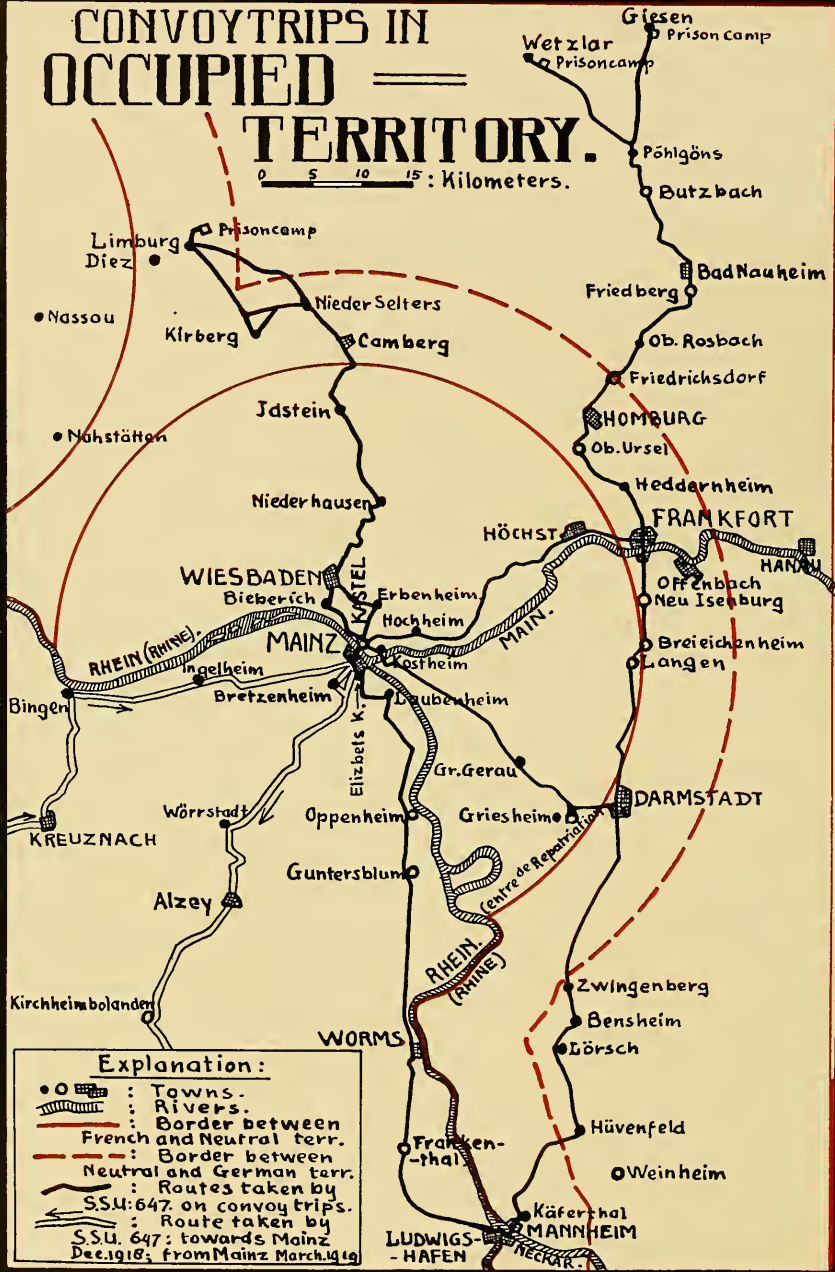 CONVOY TRIPS IN
OCCUPIED
TERRITORY.
0 5 10 15 : Kilometers.
Giesen
Prison Camp
Wetzlar
Prisoncamp
Pöhlgöns
Butzbach
Bad Nauheim
Friedberg
Ob. Rosbach
Friedrichsdorf
HOMBURG
Ob. Ursel
Heddernheim
FRANKFORT
HÖCHST
HANAU
Offenbach
Neu Isenburg
Breieichenheim
Langen
Prisoncamp
Limburg
Diez
Nassou
Nieder Selters
Kirberg
Camberg
Jdstein
Nahstätten
Niederhausen
WIESBADEN
KASTEL
Bieberich
Erbenheim.
Hochheim
MAIN.
MAINZ
Kostheim
RHEIN (RHINE).
Ingelheim
Bretzenheim
Bingen
Laubenheim
Elizbets K.
Gr. Gerau
DARMSTADT
Wörrstadt
Oppenheim
Griesheim
Centre de Repatriation
KREUZNACH
Guntersblum
Alzey
RHEIN.
(RHINE)
Zwingenberg
Kirchheimbolanden
Bensheim
WORMS
Lörsch
Hüvenfeld
Franken-
-thal
Weinheim
Käferthal
MANNHEIM
LUDWIGS-
-HAFEN
NECKAR.
Explanation:
: Towns.
: Rivers.
: Border between
French and Neutral terr.
: Border between
Neutral and German terr.
: Routes taken by
S.S.U: 647. on convoy trips.
: Route taken by
S.S.U. 647: towards Mainz
Dec. 1918; from Mainz March. 1919